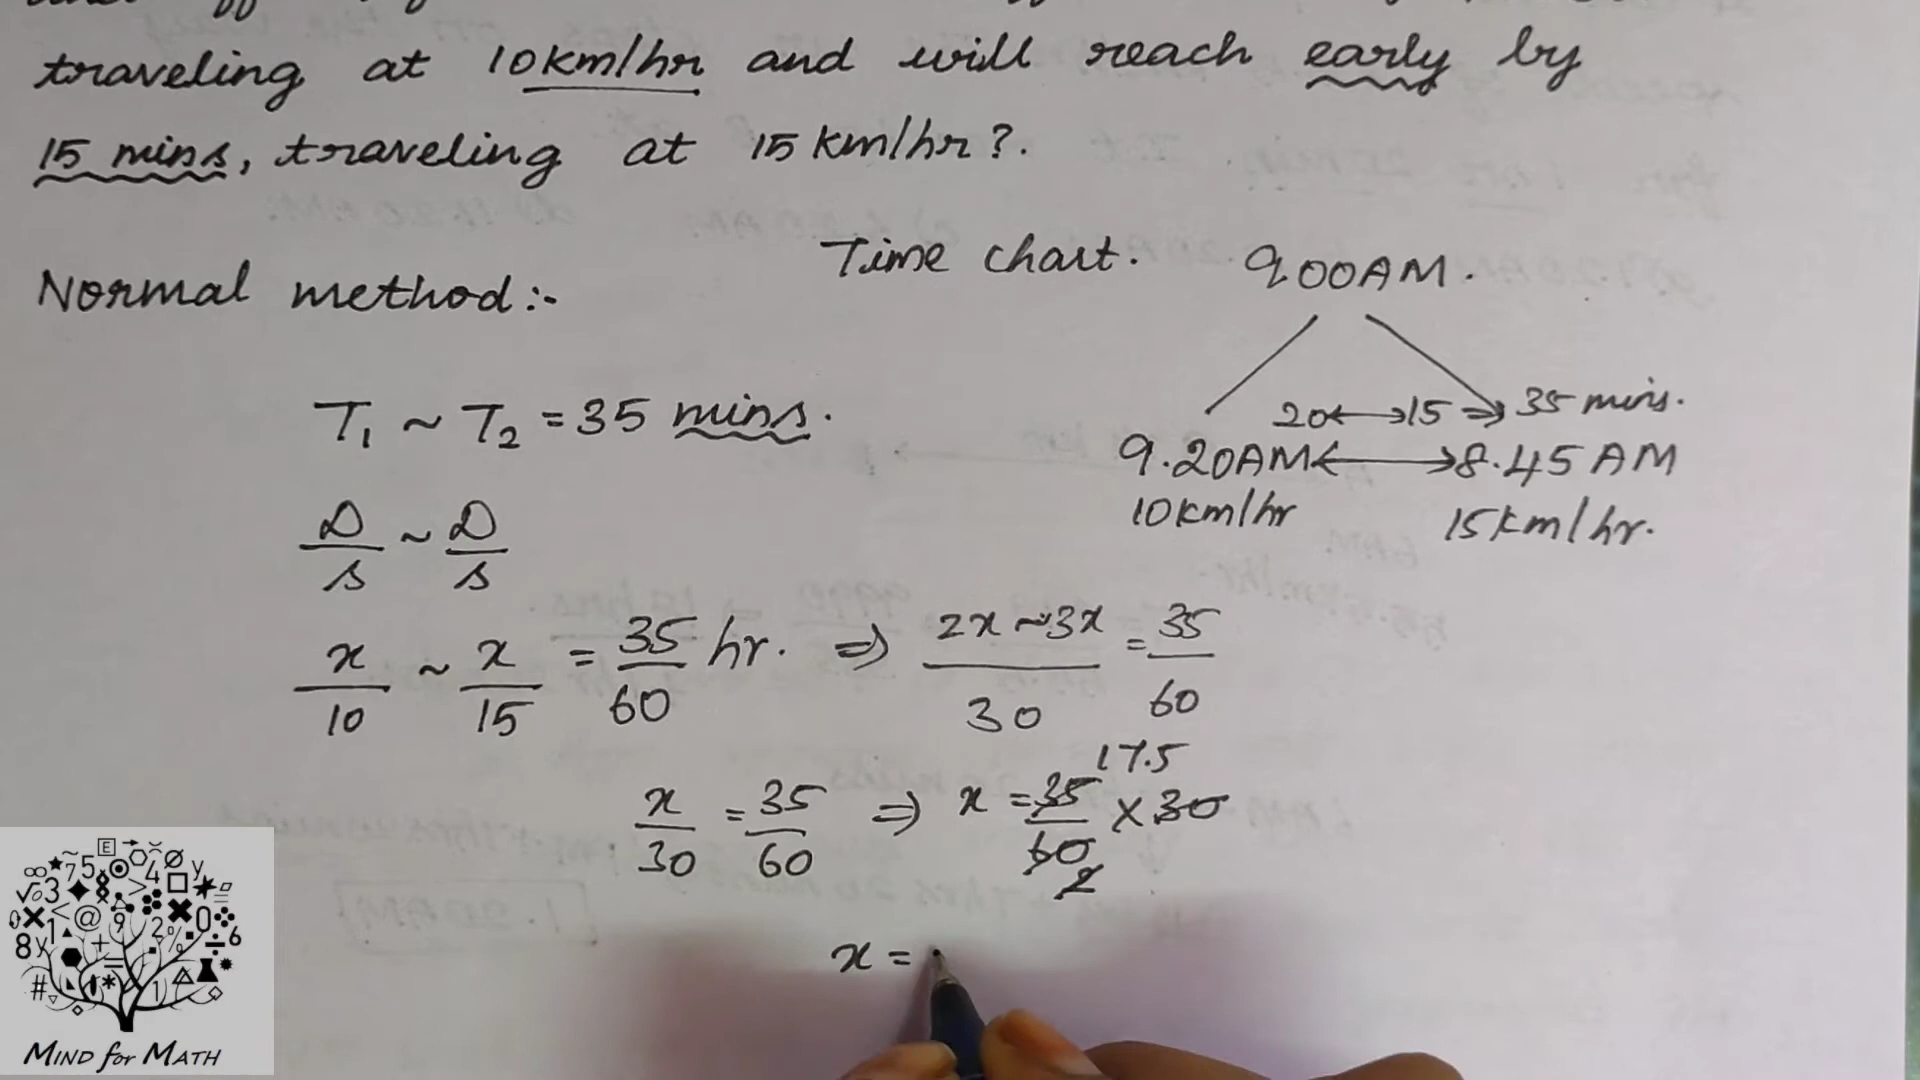 traveling at 10km/hr and will reach early by
15 mins, traveling at 15 km/hr?.
Time chart. 9.00AM.
Normal method:-
20 ↔ 15 ⇒ 35 mins.
T₁ ~ T₂ = 35 mins.
9.20AM ↔ 8.45AM
10km/hr 15km/hr.
D/s ~ D/s
x/10 ~ x/15 = 35/60 hr. ⇒ 2x~3x/30 = 35/60
x/30 = 35/60 ⇒ x = 35/60 × 30
17.5
2
x =
MIND for MATH